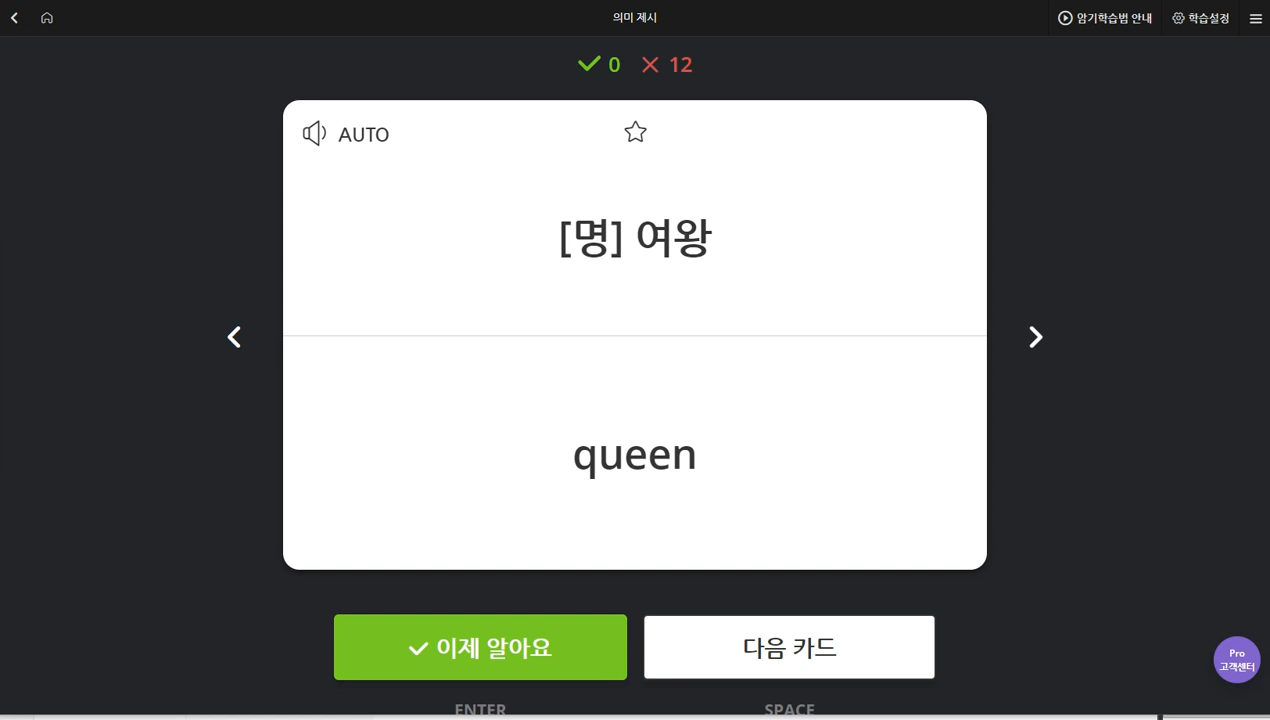 의미 제시
암기학습법 안내
학습설정
0
12
AUTO
[명] 여왕
queen
이제 알아요
다음 카드
ENTER
SPACE
Pro
고객센터